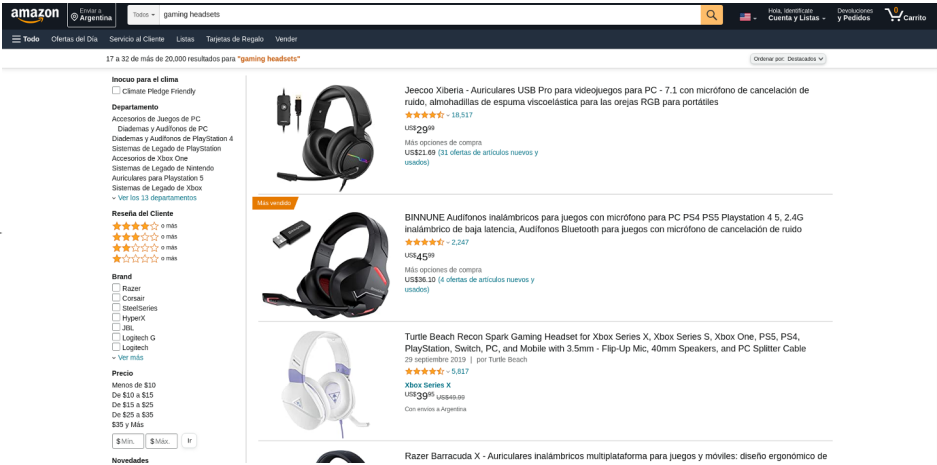 amazon
Enviar a
Argentina
Todos
gaming headsets
Hola, Identifícate
Cuenta y Listas
Devoluciones
y Pedidos
0
Carrito
Todo
Ofertas del Día
Servicio al Cliente
Listas
Tarjetas de Regalo
Vender
17 a 32 de más de 20,000 resultados para "gaming headsets"
Ordenar por: Destacados
Inocuo para el clima
Climate Pledge Friendly
Departamento
Accesorios de Juegos de PC
Diademas y Audífonos de PC
Diademas y Audífonos de PlayStation 4
Sistemas de Legado de PlayStation
Accesorios de Xbox One
Sistemas de Legado de Nintendo
Auriculares para Playstation 5
Sistemas de Legado de Xbox
Ver los 13 departamentos
Reseña del Cliente
o más
o más
o más
o más
Brand
Razer
Corsair
SteelSeries
HyperX
JBL
Logitech G
Logitech
Ver más
Precio
Menos de $10
De $10 a $15
De $15 a $25
De $25 a $35
$35 y Más
$ Mín.
$ Máx.
Ir
Novedades
Jeecoo Xiberia - Auriculares USB Pro para videojuegos para PC - 7.1 con micrófono de cancelación de
ruido, almohadillas de espuma viscoelástica para las orejas RGB para portátiles
18,517
US$2999
Más opciones de compra
US$21.69 (31 ofertas de artículos nuevos y
usados)
Más vendido
BINNUNE Audífonos inalámbricos para juegos con micrófono para PC PS4 PS5 Playstation 4 5, 2.4G
inalámbrico de baja latencia, Audífonos Bluetooth para juegos con micrófono de cancelación de ruido
2,247
US$4599
Más opciones de compra
US$36.10 (4 ofertas de artículos nuevos y
usados)
Turtle Beach Recon Spark Gaming Headset for Xbox Series X, Xbox Series S, Xbox One, PS5, PS4,
PlayStation, Switch, PC, and Mobile with 3.5mm - Flip-Up Mic, 40mm Speakers, and PC Splitter Cable
29 septiembre 2019 | por Turtle Beach
5,817
Xbox Series X
US$3995 US$49.99
Con envíos a Argentina
Razer Barracuda X - Auriculares inalámbricos multiplataforma para juegos y móviles: diseño ergonómico de